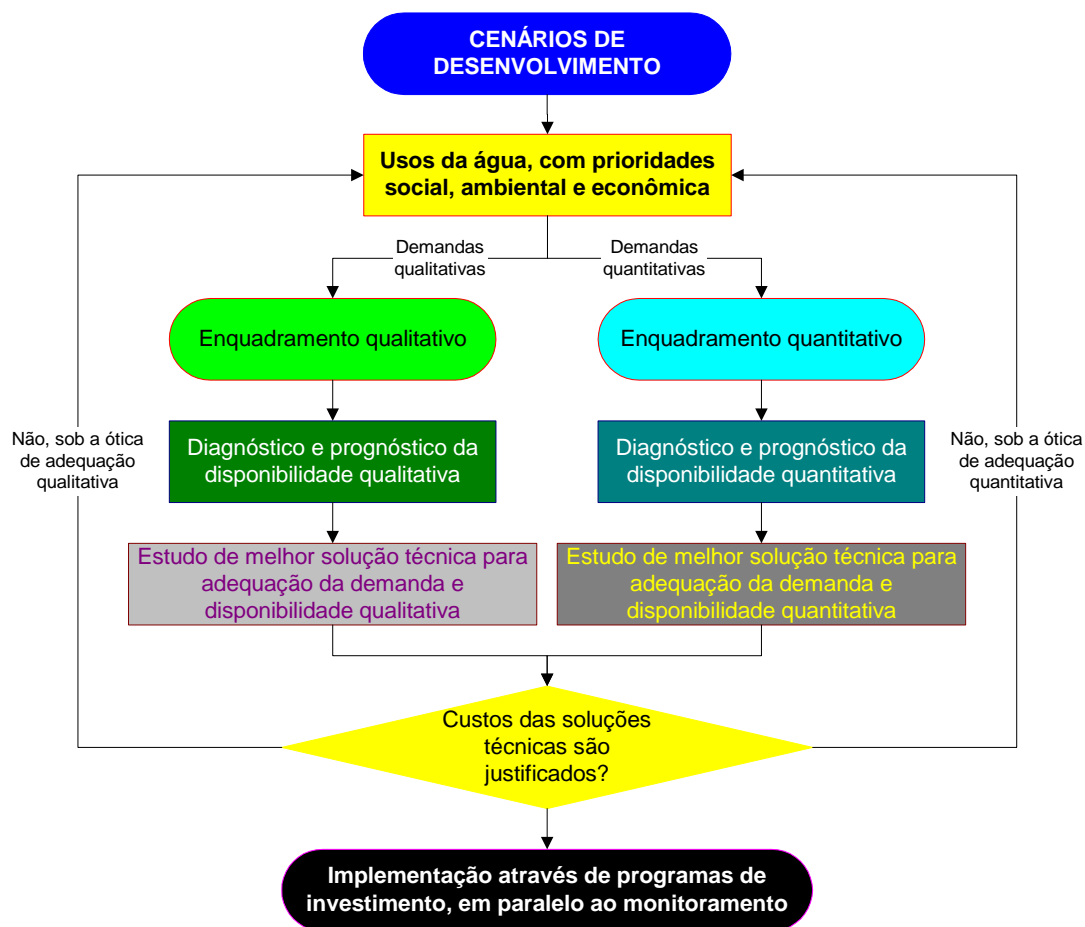 CENÁRIOS DE
DESENVOLVIMENTO
Usos da água, com prioridades
social, ambiental e econômica
Demandas
qualitativas
Demandas
quantitativas
Enquadramento qualitativo
Enquadramento quantitativo
Não, sob a ótica
de adequação
qualitativa
Diagnóstico e prognóstico da
disponibilidade qualitativa
Diagnóstico e prognóstico da
disponibilidade quantitativa
Não, sob a ótica
de adequação
quantitativa
Estudo de melhor solução técnica para
adequação da demanda e
disponibilidade qualitativa
Estudo de melhor solução técnica para
adequação da demanda e
disponibilidade quantitativa
Custos das soluções
técnicas são
justificados?
Implementação através de programas de
investimento, em paralelo ao monitoramento